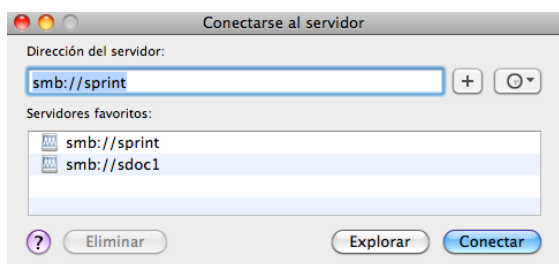 Conectarse al servidor
Dirección del servidor:
smb://sprint
+
Servidores favoritos:
smb://sprint
smb://sdoc1
? Eliminar Explorar Conectar